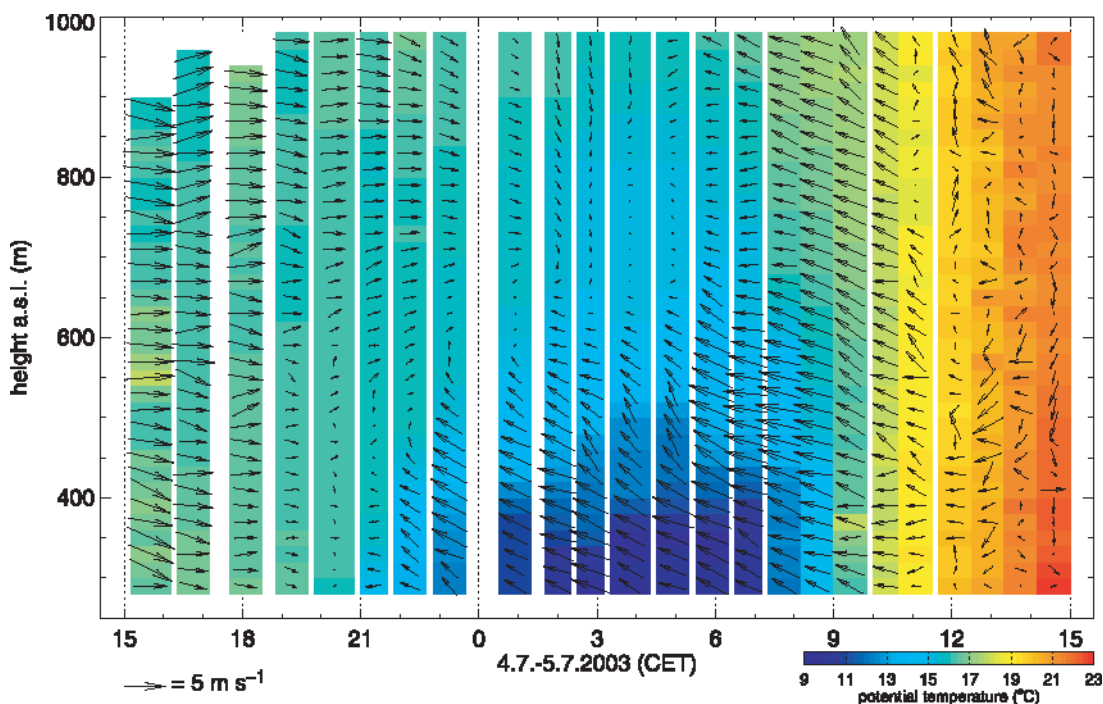 1000
800
600
400
height a.s.l. (m)
15 18 21 0 3 6 9 12 15
4.7.-5.7.2003 (CET)
= 5 m s⁻¹
9 11 13 15 17 19 21 23
potential temperature (°C)